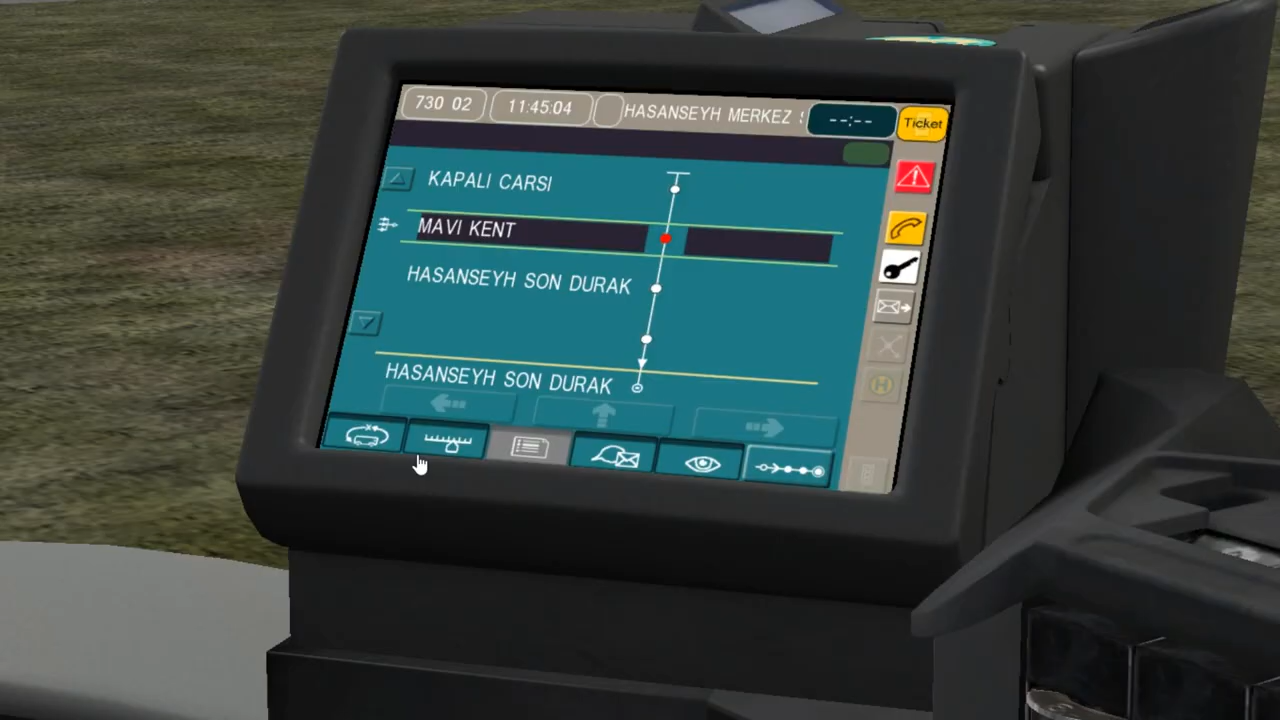 730 02
11:45:04
HASANSEYH MERKEZ
--:--
Ticket
KAPALI CARSI
MAVI KENT
HASANSEYH SON DURAK
HASANSEYH SON DURAK
H